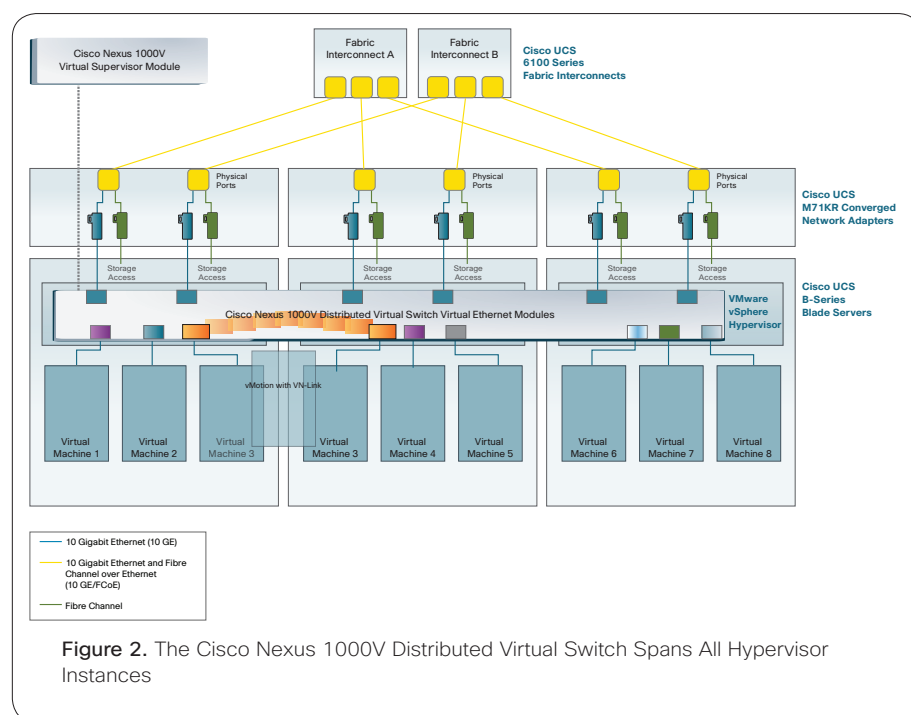 Cisco Nexus 1000V
Virtual Supervisor Module
Fabric
Interconnect A
Fabric
Interconnect B
Cisco UCS
6100 Series
Fabric Interconnects
Physical
Ports
Physical
Ports
Physical
Ports
Cisco UCS
M71KR Converged
Network Adapters
Storage
Access
Storage
Access
Storage
Access
Storage
Access
Storage
Access
Storage
Access
Cisco UCS
B-Series
Blade Servers
VMware
vSphere
Hypervisor
Cisco Nexus 1000V Distributed Virtual Switch Virtual Ethernet Modules
vMotion with VN-Link
Virtual
Machine 1
Virtual
Machine 2
Virtual
Machine 3
Virtual
Machine 3
Virtual
Machine 4
Virtual
Machine 5
Virtual
Machine 6
Virtual
Machine 7
Virtual
Machine 8
10 Gigabit Ethernet (10 GE)
10 Gigabit Ethernet and Fibre
Channel over Ethernet
(10 GE/FCoE)
Fibre Channel
Figure 2. The Cisco Nexus 1000V Distributed Virtual Switch Spans All Hypervisor
Instances